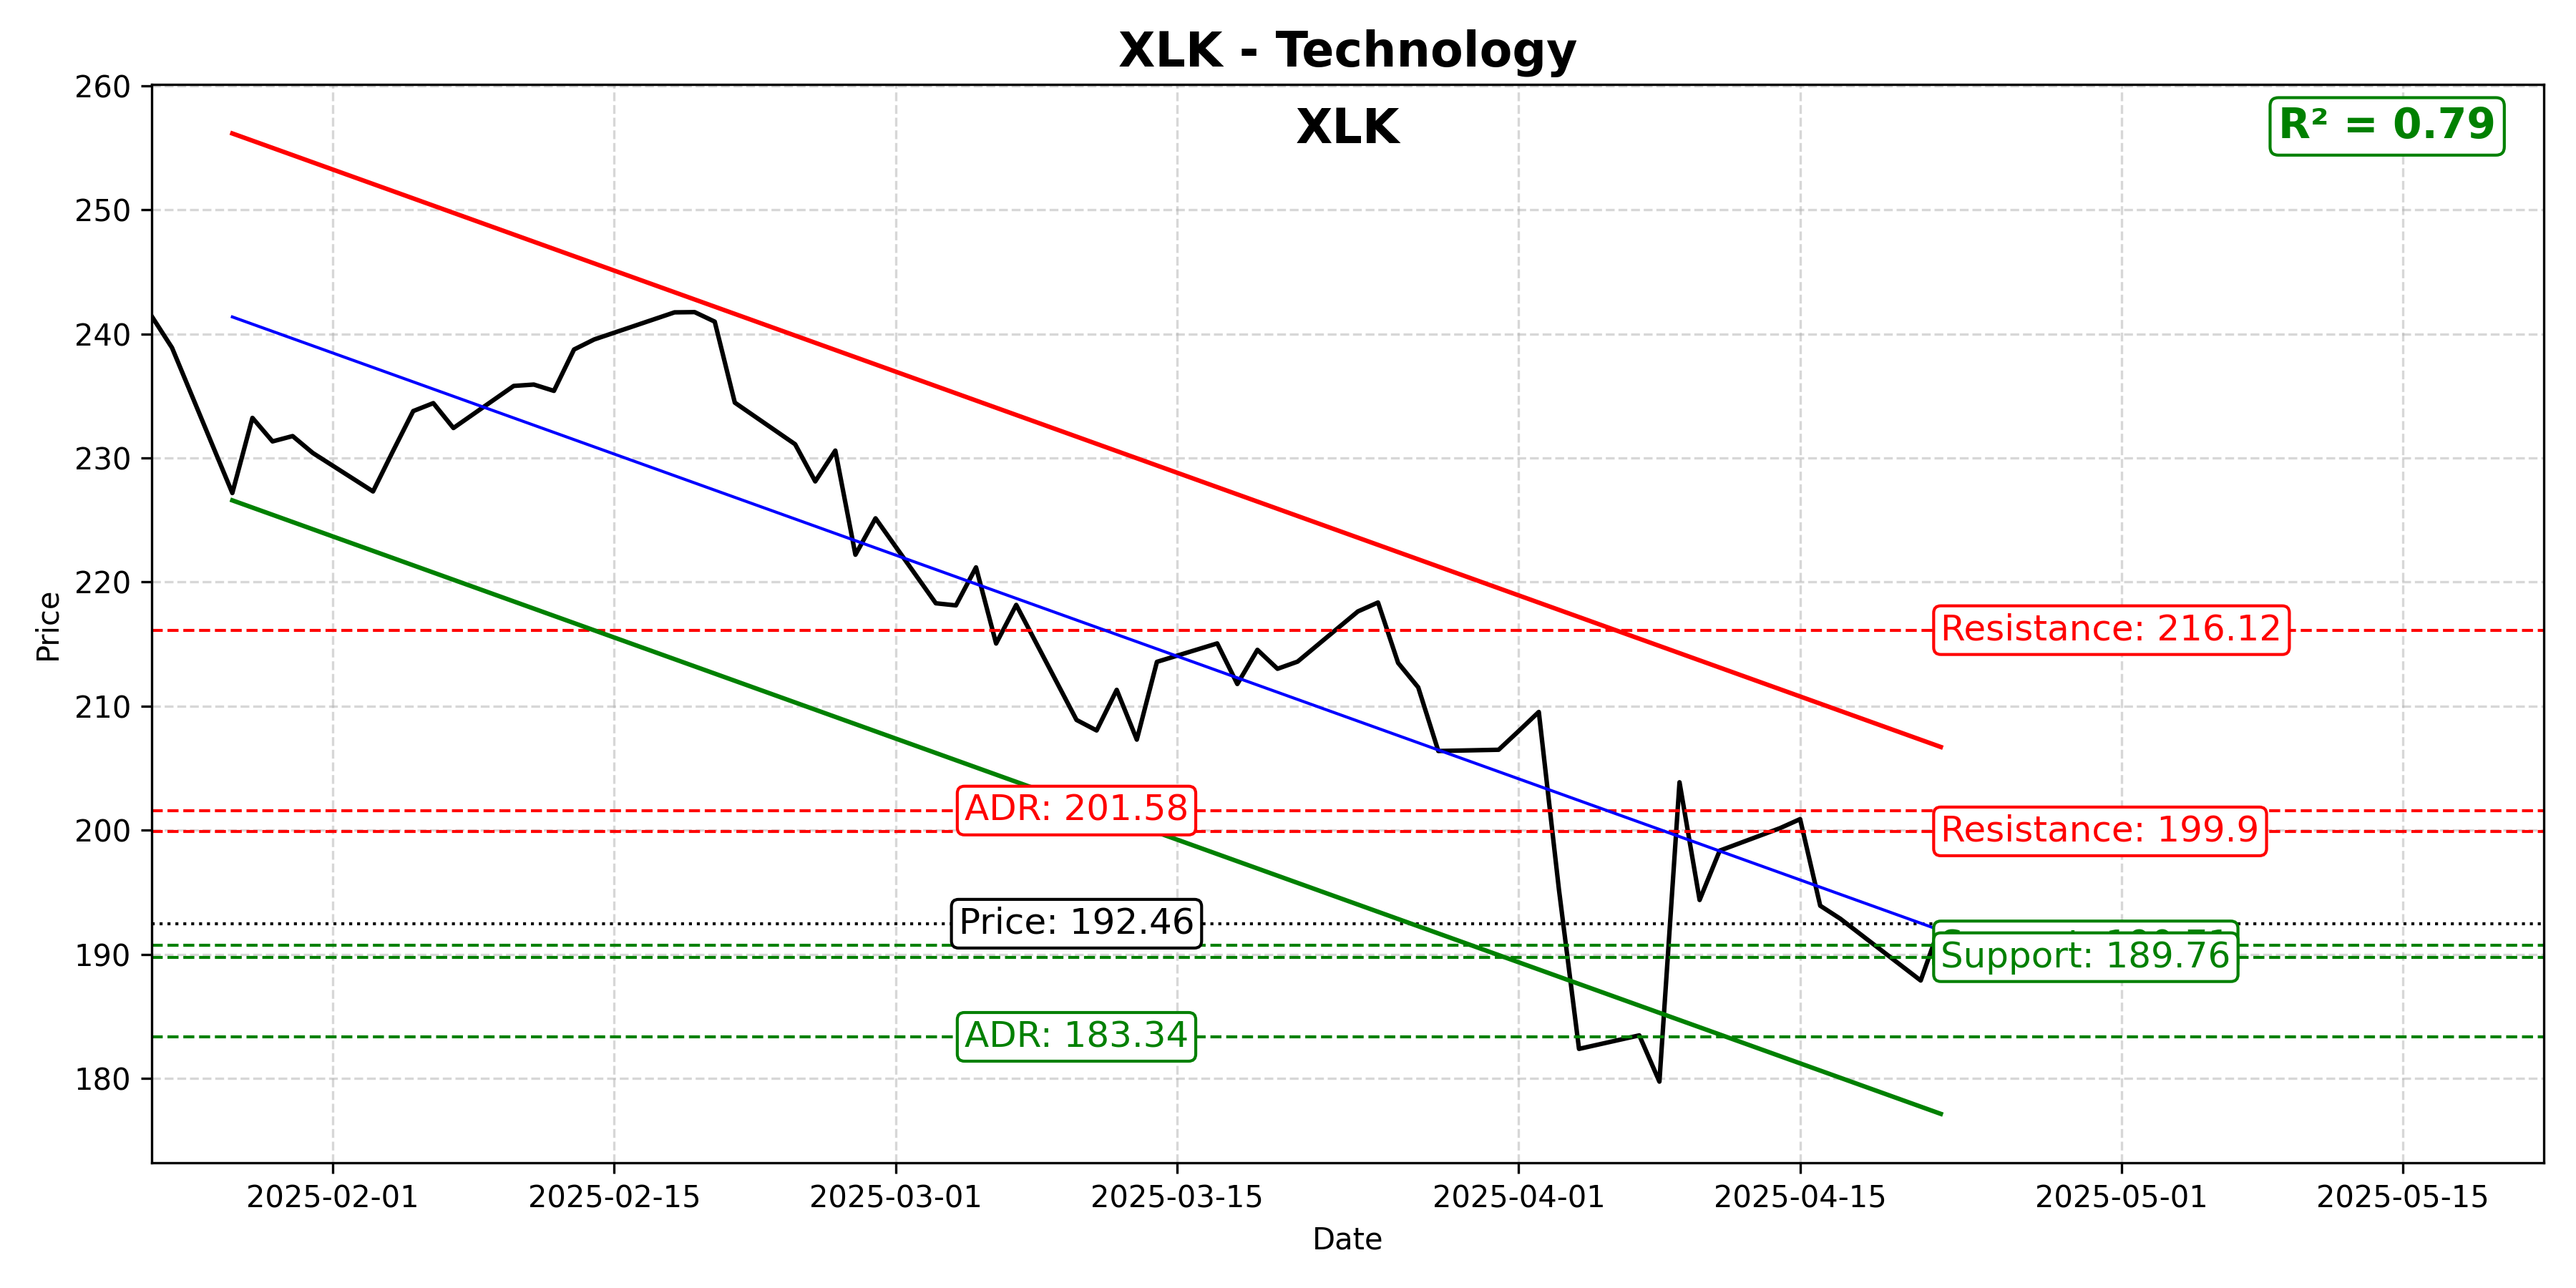 XLK - Technology
XLK
R² = 0.79
Price
260
250
240
230
220
210
200
190
180
Resistance: 216.12
ADR: 201.58
Resistance: 199.9
Price: 192.46
Support: 189.76
ADR: 183.34
2025-02-01
2025-02-15
2025-03-01
2025-03-15
2025-04-01
2025-04-15
2025-05-01
2025-05-15
Date